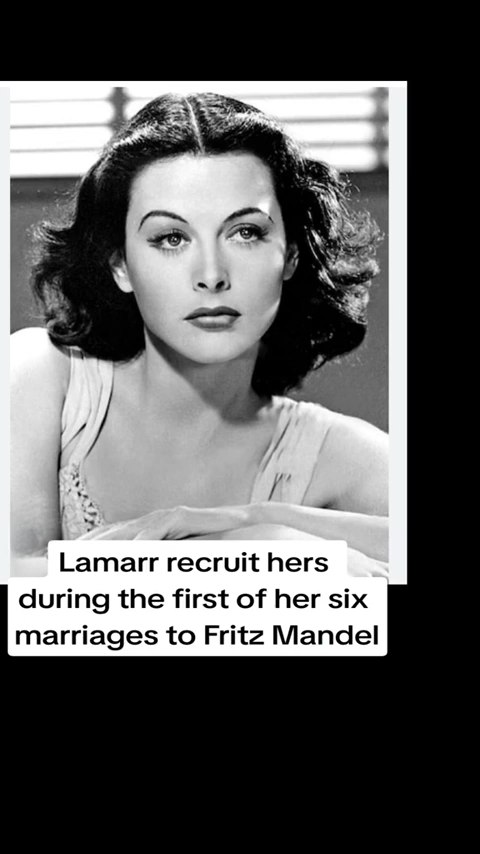 Lamarr recruit hers
during the first of her six
marriages to Fritz Mandel